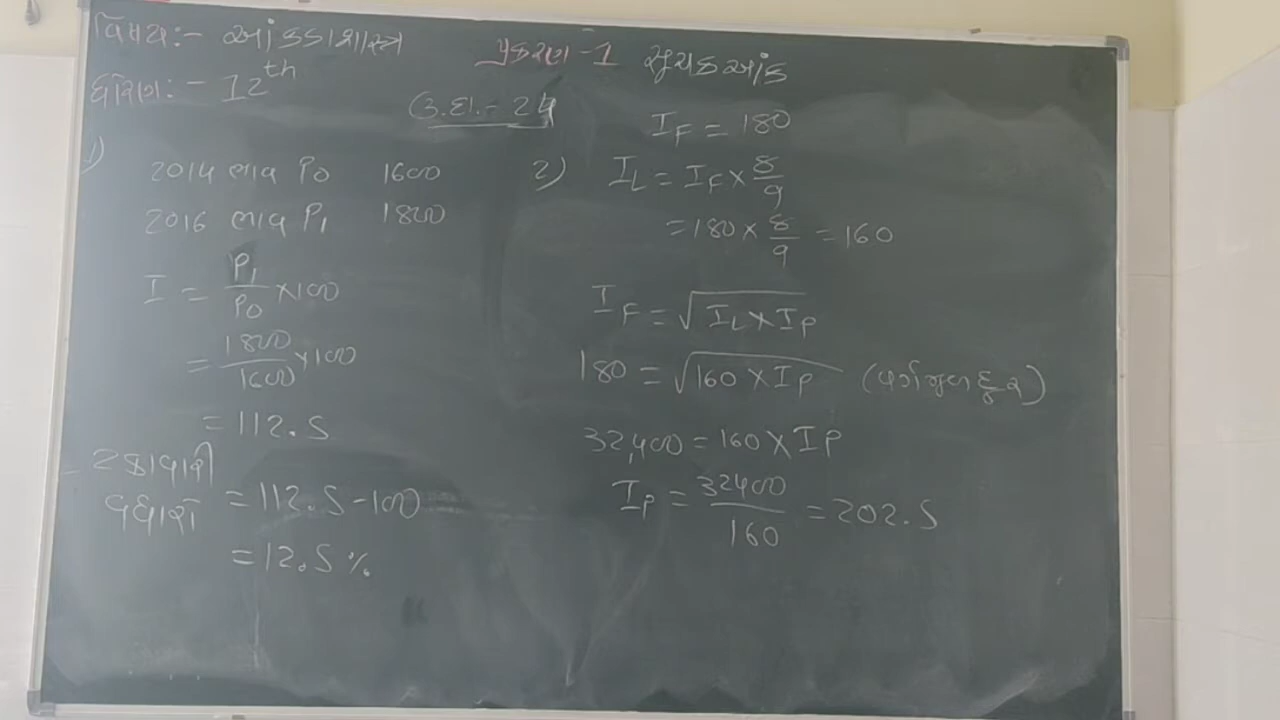 વિષય:- આંકડાશાસ્ત્ર પ્રકરણ -1 સૂચકઆંક
ધોરણ: - 12th
ઉ.દા. - 24
1)
2014 ભાવ P0 1600
2016 ભાવ P1 1800
I = P1/P0 × 100
= 1800/1600 × 100
= 112.5
= ટકાવારી
વધારો = 112.5 - 100
= 12.5 %
IF = 180
2) IL = IF × 8/9
= 180 × 8/9 = 160
IF = √IL × IP
180 = √160 × IP (વર્ગમુળ દુર)
32,400 = 160 × IP
IP = 32400/160 = 202.5